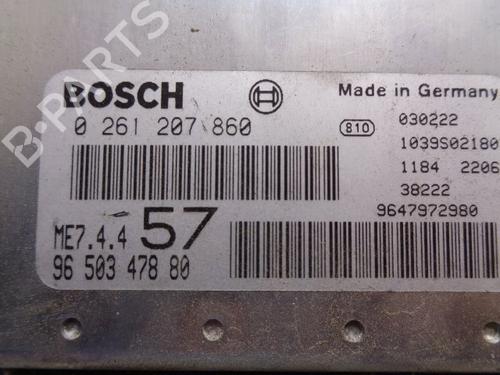 B-PARTS
BOSCH
Made in Germany
0 261 207 860
810
030222
1039S02180
1184 2206
38222
9647972980
ME7.4.4 57
96 503 478 80